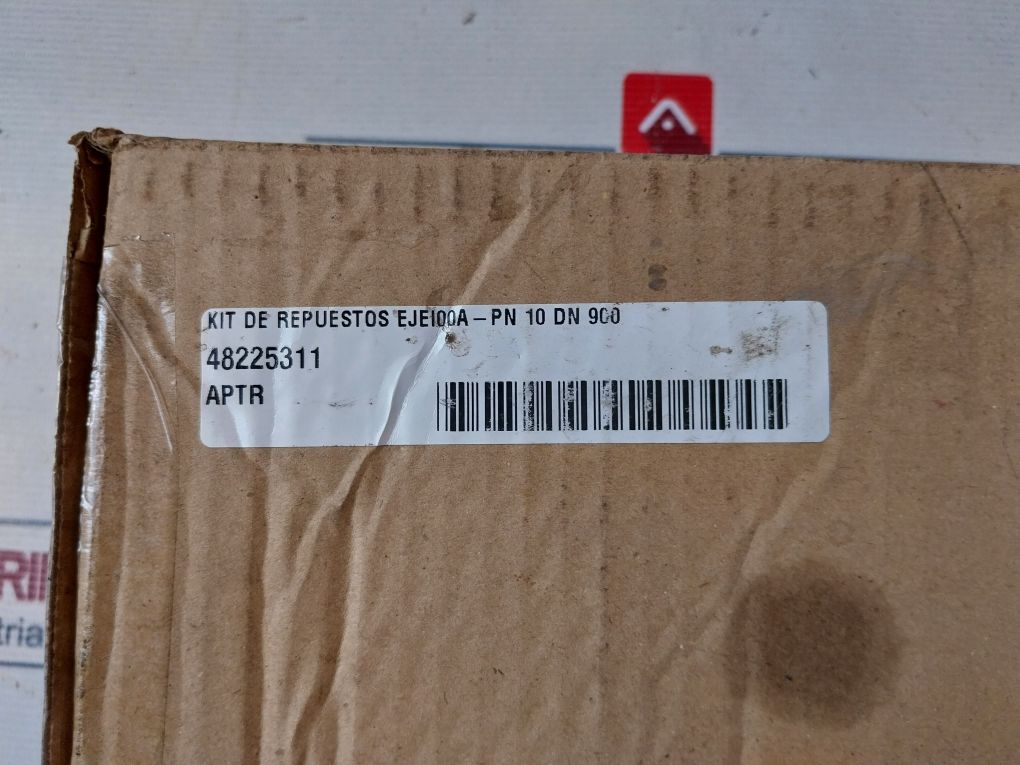 KIT DE REPUESTOS EJE100A-PN 10 DN 900
48225311
APTR